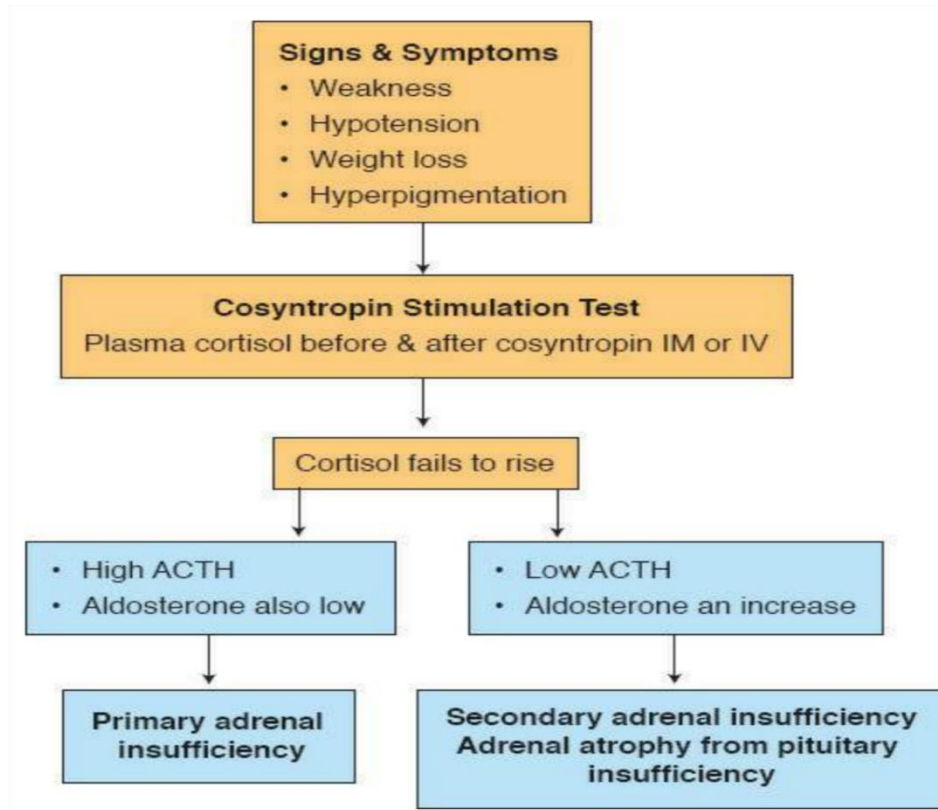 Signs & Symptoms
• Weakness
• Hypotension
• Weight loss
• Hyperpigmentation
Cosyntropin Stimulation Test
Plasma cortisol before & after cosyntropin IM or IV
Cortisol fails to rise
• High ACTH
• Aldosterone also low
• Low ACTH
• Aldosterone an increase
Primary adrenal
insufficiency
Secondary adrenal insufficiency
Adrenal atrophy from pituitary
insufficiency